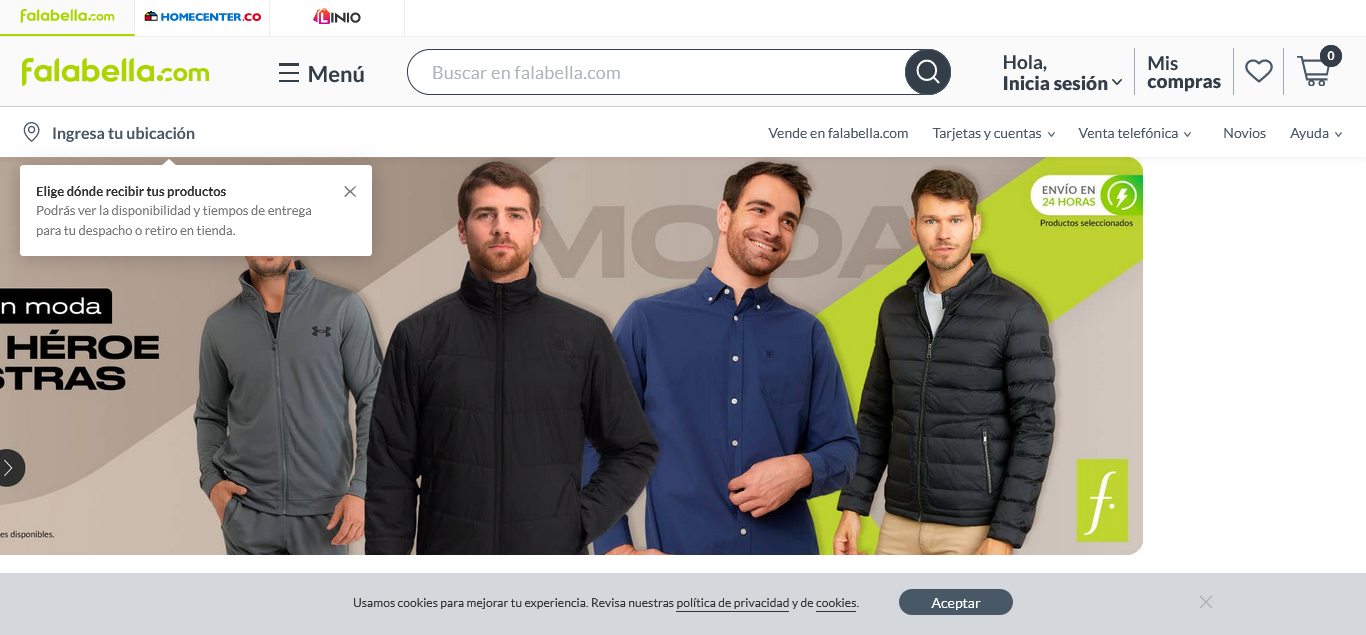 falabella.com
HOMECENTER.CO
LINIO
falabella.com
Menú
Buscar en falabella.com
Hola,
Inicia sesión
Mis
compras
0
Ingresa tu ubicación
Vende en falabella.com
Tarjetas y cuentas
Venta telefónica
Novios
Ayuda
Elige dónde recibir tus productos
Podrás ver la disponibilidad y tiempos de entrega
para tu despacho o retiro en tienda.
MODA
ENVÍO EN
24 HORAS
Productos seleccionados
n moda
HÉROE
STRAS
es disponibles.
f.
Usamos cookies para mejorar tu experiencia. Revisa nuestras política de privacidad y de cookies.
Aceptar